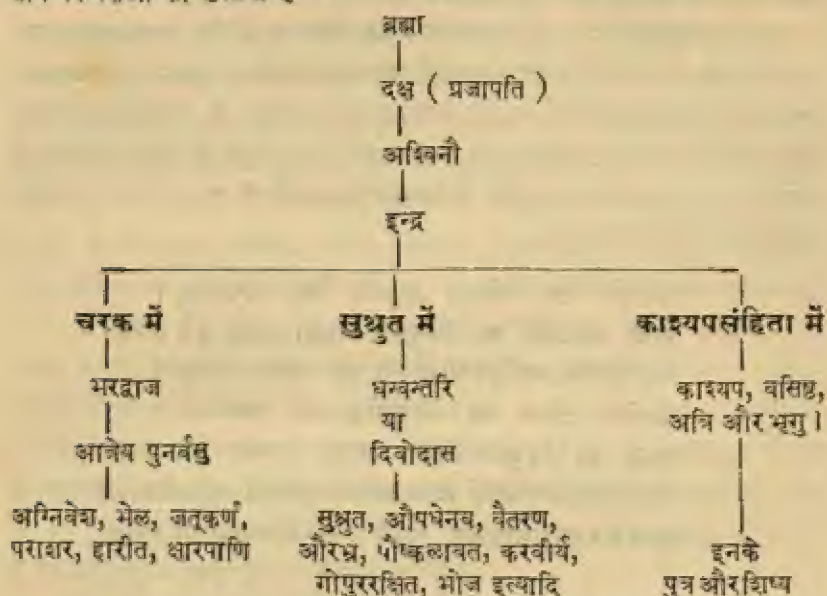 ब्रह्मा
दक्ष ( प्रजापति )
अश्विनौ
इन्द्र
चरक में
सुश्रुत में
काश्यपसंहिता में
भरद्वाज
धन्वन्तरि
काश्यप, वसिष्ठ,
या
अत्रि और भृगु ।
आत्रेय पुनर्वसु
दिवोदास
अग्निवेश, भेल, जतूकर्ण,
सुश्रुत, औपधेनव, वैतरण,
पराशर, हारीत, क्षारपाणि
औरभ्र, पौष्कलावत, करवीर्य,
इनके
गोपुररक्षित, भोज इत्यादि
पुत्र और शिष्य